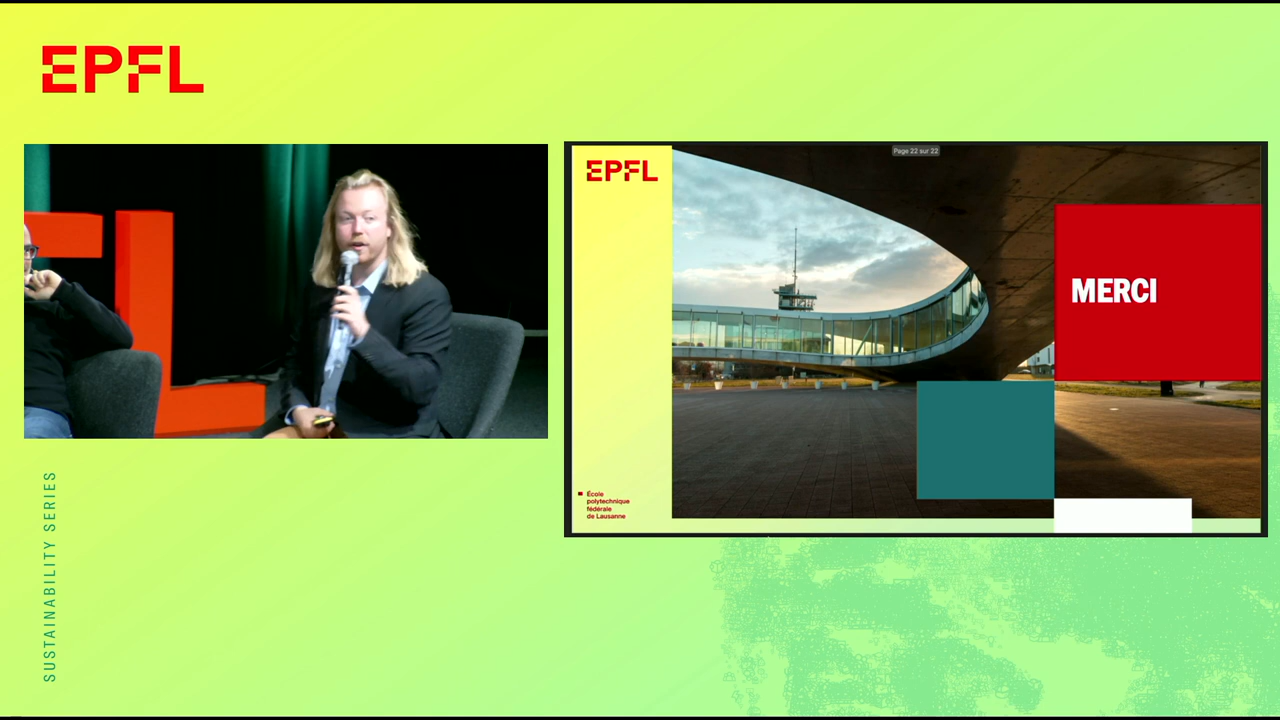 EPFL
Page 22 sur 22
EPFL
MERCI
École
polytechnique
fédérale
de Lausanne
SUSTAINABILITY SERIES